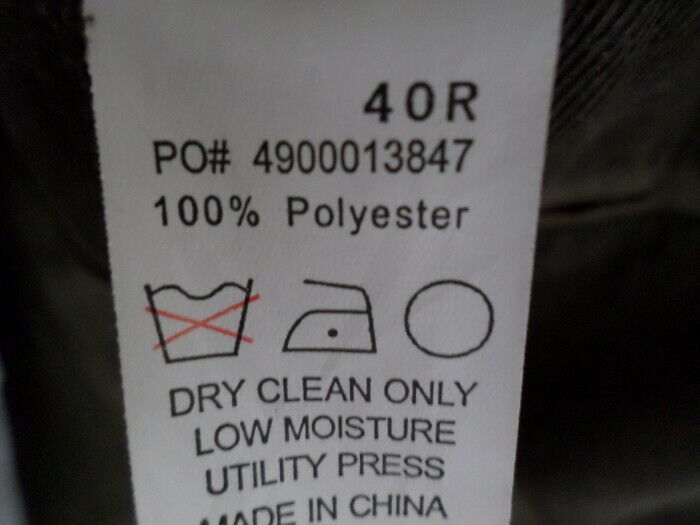 40R
PO# 4900013847
100% Polyester
DRY CLEAN ONLY
LOW MOISTURE
UTILITY PRESS
MADE IN CHINA